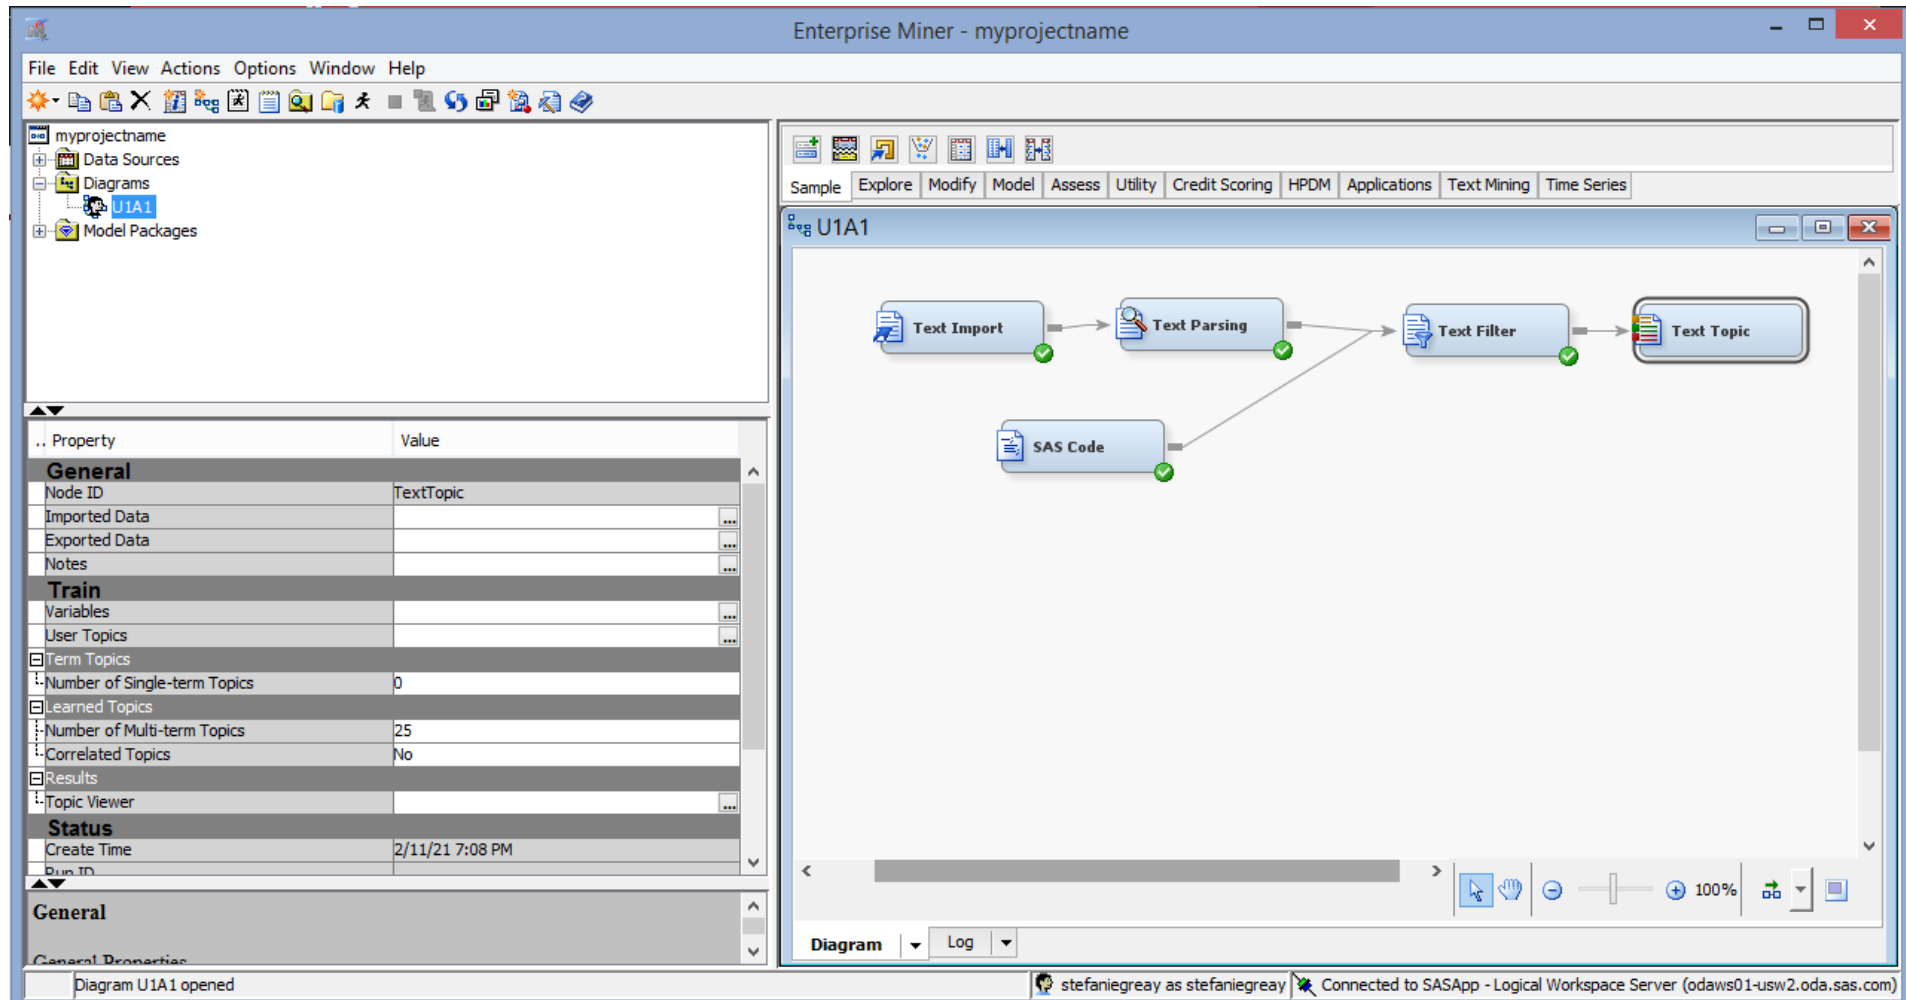 Enterprise Miner - myprojectname
File Edit View Actions Options Window Help
myprojectname
Data Sources
Diagrams
U1A1
Model Packages
.. Property Value
General
Node ID TextTopic
Imported Data ...
Exported Data ...
Notes ...
Train
Variables ...
User Topics ...
Term Topics
Number of Single-term Topics 0
Learned Topics
Number of Multi-term Topics 25
Correlated Topics No
Results
Topic Viewer ...
Status
Create Time 2/11/21 7:08 PM
Run ID
General
General Properties
Sample Explore Modify Model Assess Utility Credit Scoring HPDM Applications Text Mining Time Series
U1A1
Text Import
Text Parsing
Text Filter
Text Topic
SAS Code
100%
Diagram Log
Diagram U1A1 opened
stefaniegreay as stefaniegreay
Connected to SASApp - Logical Workspace Server (odaws01-usw2.oda.sas.com)